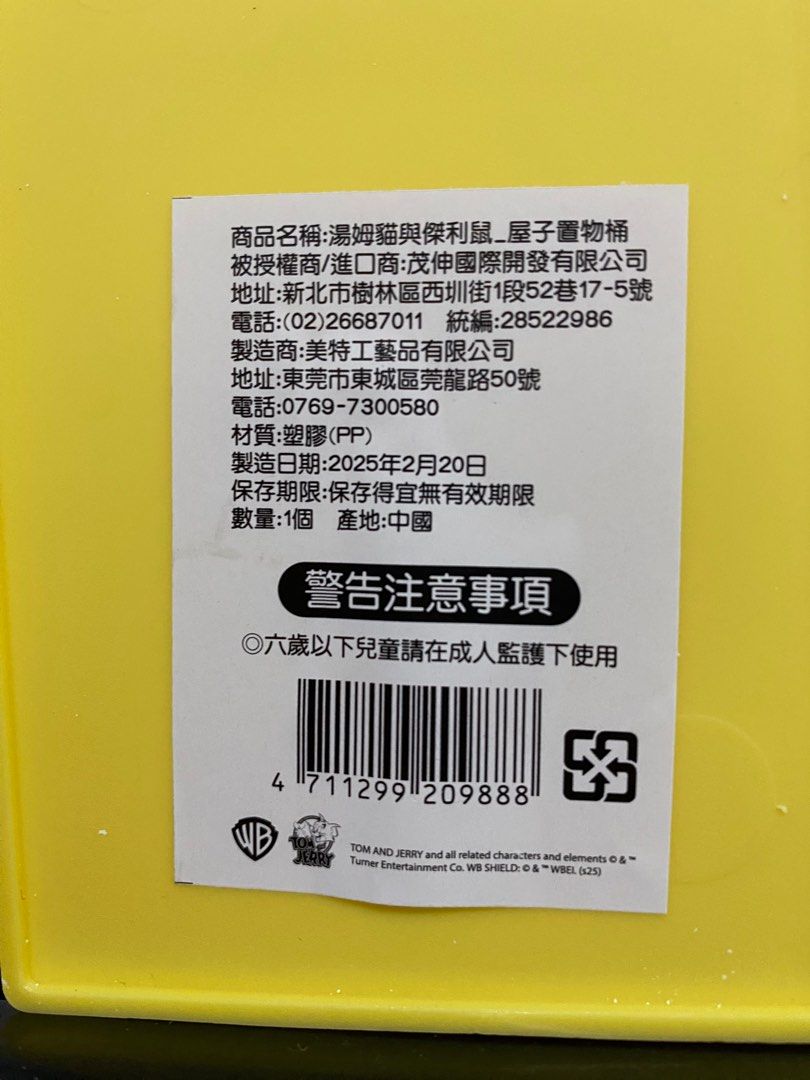 商品名稱:湯姆貓與傑利鼠_屋子置物桶
被授權商/進口商:茂伸國際開發有限公司
地址:新北市樹林區西圳街1段52巷17-5號
電話:(02)26687011 統編:28522986
製造商:美特工藝品有限公司
地址:東莞市東城區莞龍路50號
電話:0769-7300580
材質:塑膠(PP)
製造日期:2025年2月20日
保存期限:保存得宜無有效期限
數量:1個 產地:中國
警告注意事項
◎六歲以下兒童請在成人監護下使用
4 711299 209888
WB
TOM
JERRY
TOM AND JERRY and all related characters and elements © & ™
Turner Entertainment Co. WB SHIELD: © & ™ WBEI. (s25)